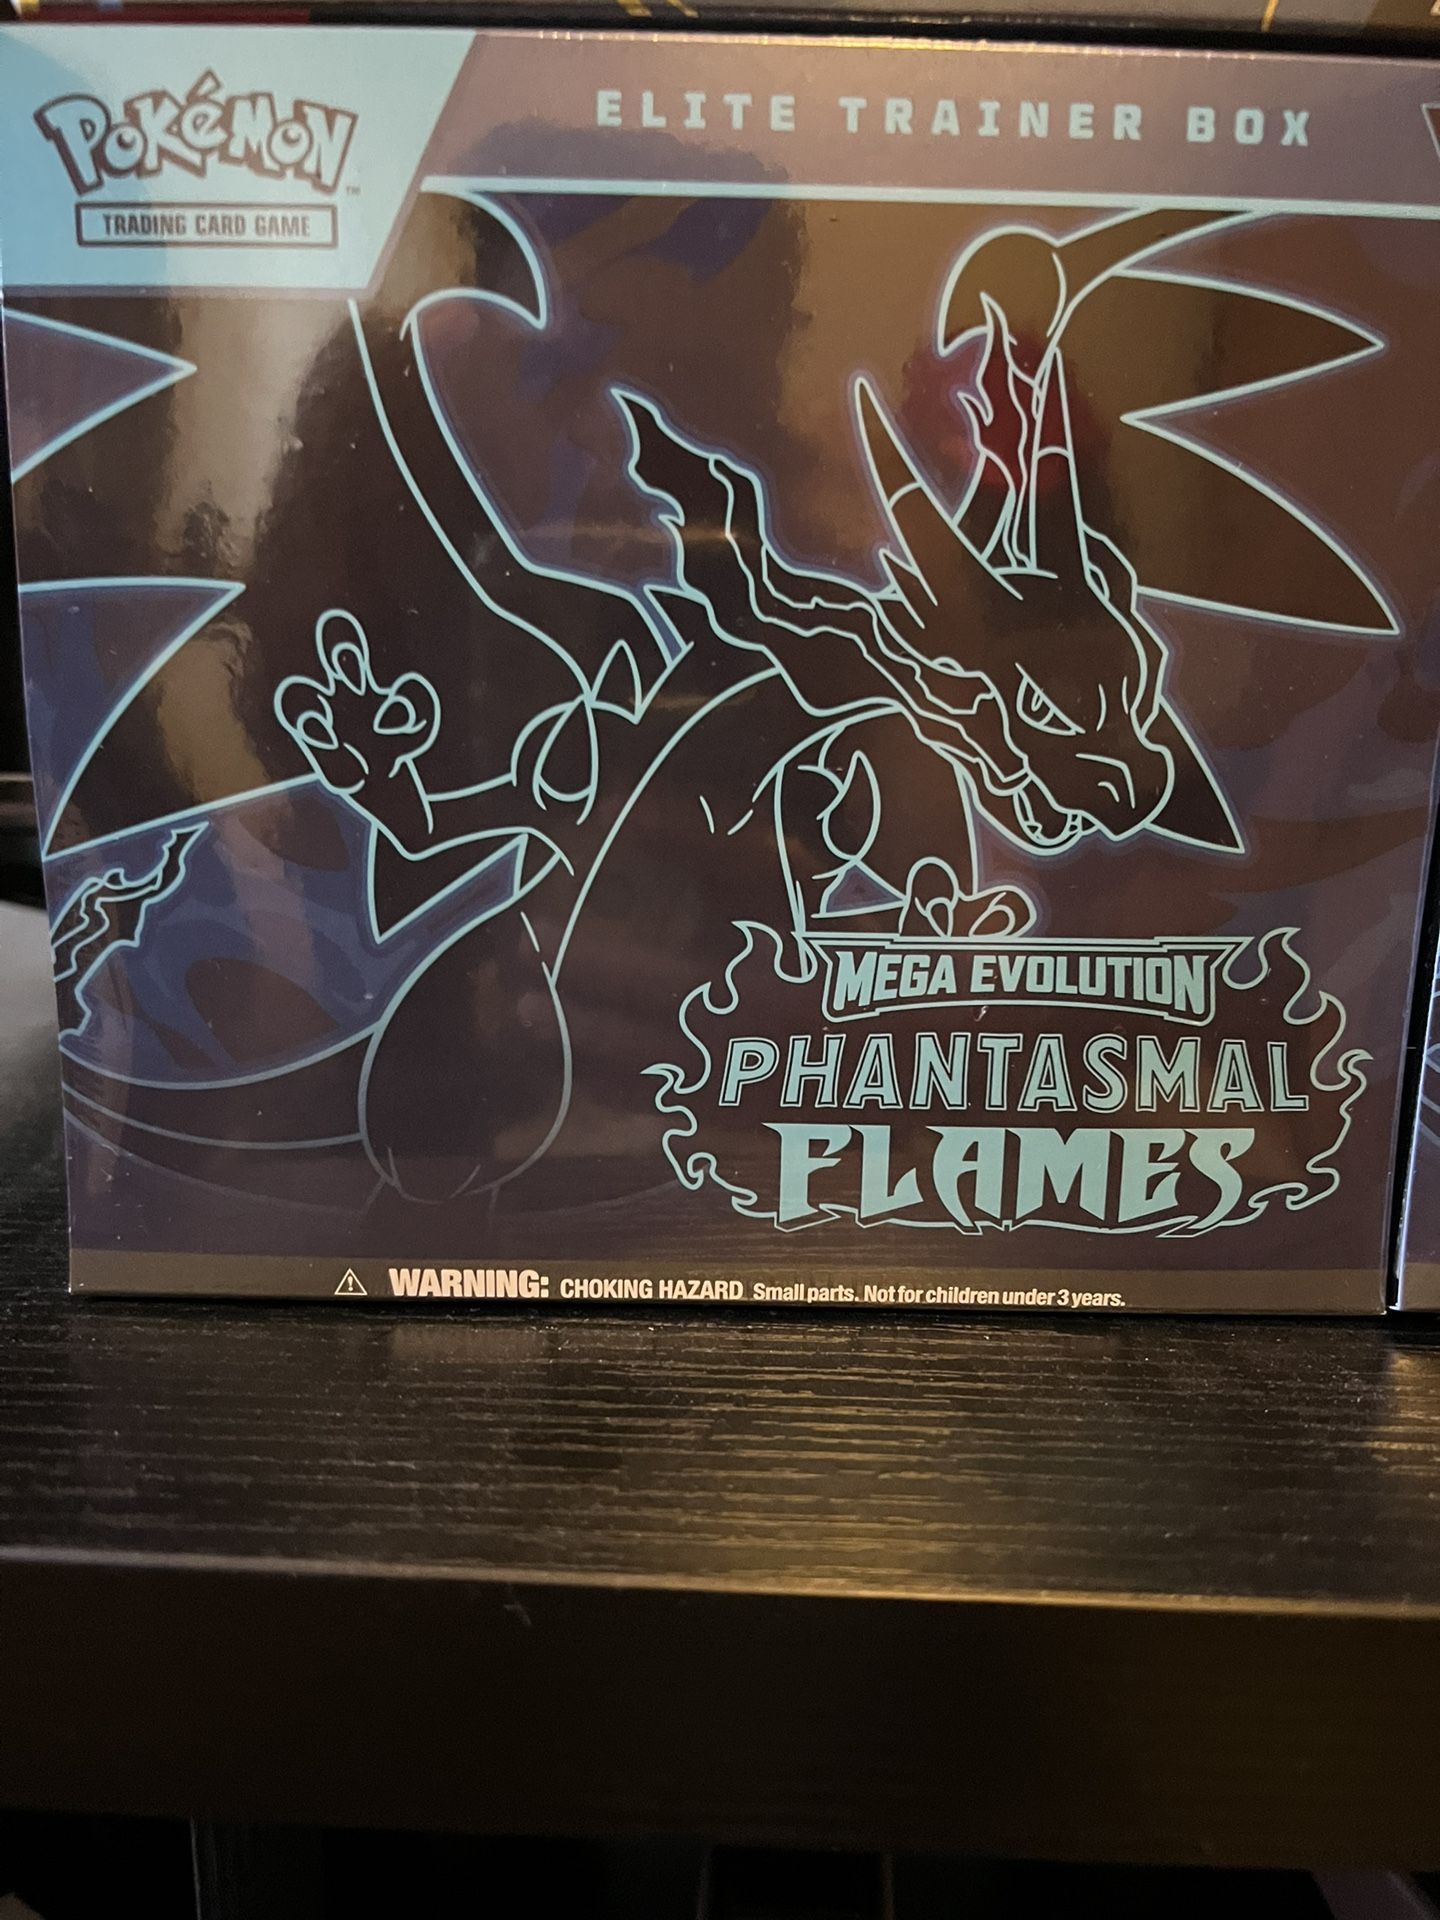 POKéMON
TRADING CARD GAME
ELITE TRAINER BOX
MEGA EVOLUTION
PHANTASMAL
FLAMES
WARNING: CHOKING HAZARD Small parts. Not for children under 3 years.